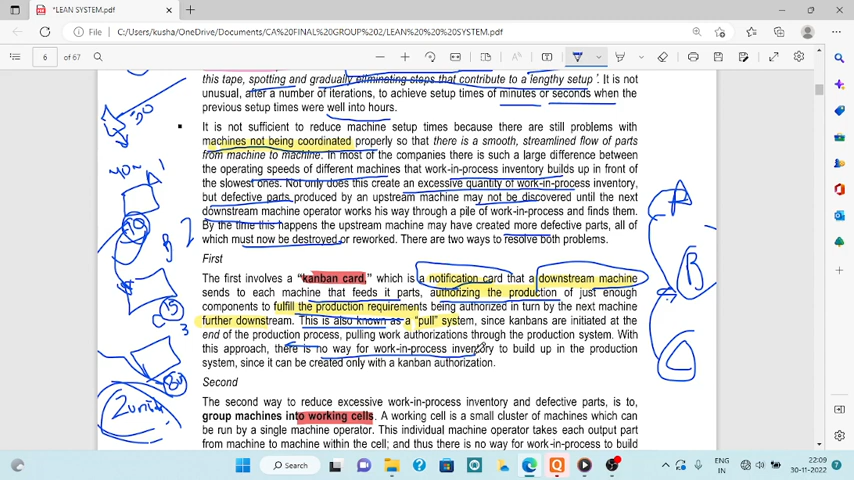 *LEAN SYSTEM.pdf
File
C:/Users/kusha/OneDrive/Documents/CA%20FINAL%20GROUP%202/LEAN%20%20%20%20SYSTEM.pdf
6 of 67
this tape, spotting and gradually eliminating steps that contribute to a lengthy setup'. It is not
unusual, after a number of iterations, to achieve setup times of minutes or seconds when the
previous setup times were well into hours.
It is not sufficient to reduce machine setup times because there are still problems with
machines not being coordinated properly so that there is a smooth, streamlined flow of parts
from machine to machine. In most of the companies there is such a large difference between
the operating speeds of different machines that work-in-process inventory builds up in front of
the slowest ones. Not only does this create an excessive quantity of work-in-process inventory,
but defective parts produced by an upstream machine may not be discovered until the next
downstream machine operator works his way through a pile of work-in-process and finds them.
By the time this happens the upstream machine may have created more defective parts, all of
which must now be destroyed or reworked. There are two ways to resolve both problems.
First
The first involves a "kanban card," which is a notification card that a downstream machine
sends to each machine that feeds it parts, authorizing the production of just enough
components to fulfill the production requirements being authorized in turn by the next machine
further downstream. This is also known as a "pull" system, since kanbans are initiated at the
end of the production process, pulling work authorizations through the production system. With
this approach, there is no way for work-in-process inventory to build up in the production
system, since it can be created only with a kanban authorization.
Second
The second way to reduce excessive work-in-process inventory and defective parts, is to,
group machines into working cells. A working cell is a small cluster of machines which can
be run by a single machine operator. This individual machine operator takes each output part
from machine to machine within the cell; and thus there is no way for work-in-process to build
A
B
C
Search
ENG
IN
22:09
30-11-2022